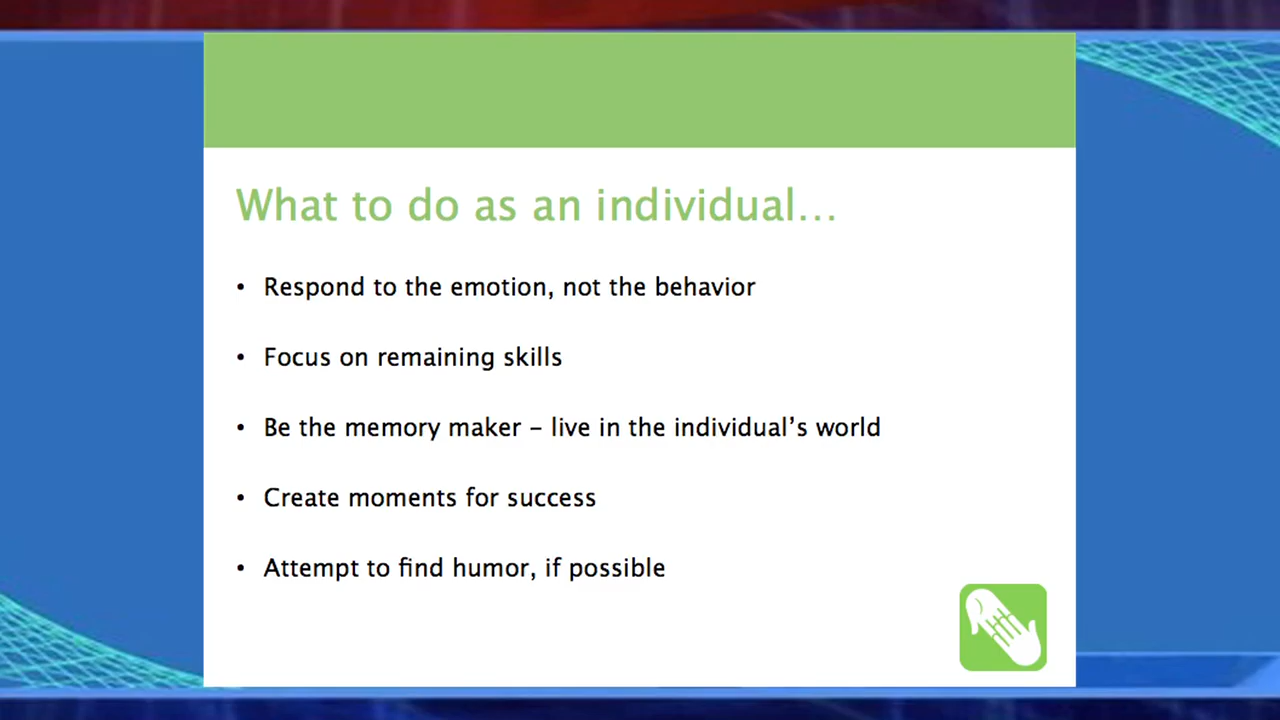 What to do as an individual…
• Respond to the emotion, not the behavior
• Focus on remaining skills
• Be the memory maker – live in the individual’s world
• Create moments for success
• Attempt to find humor, if possible